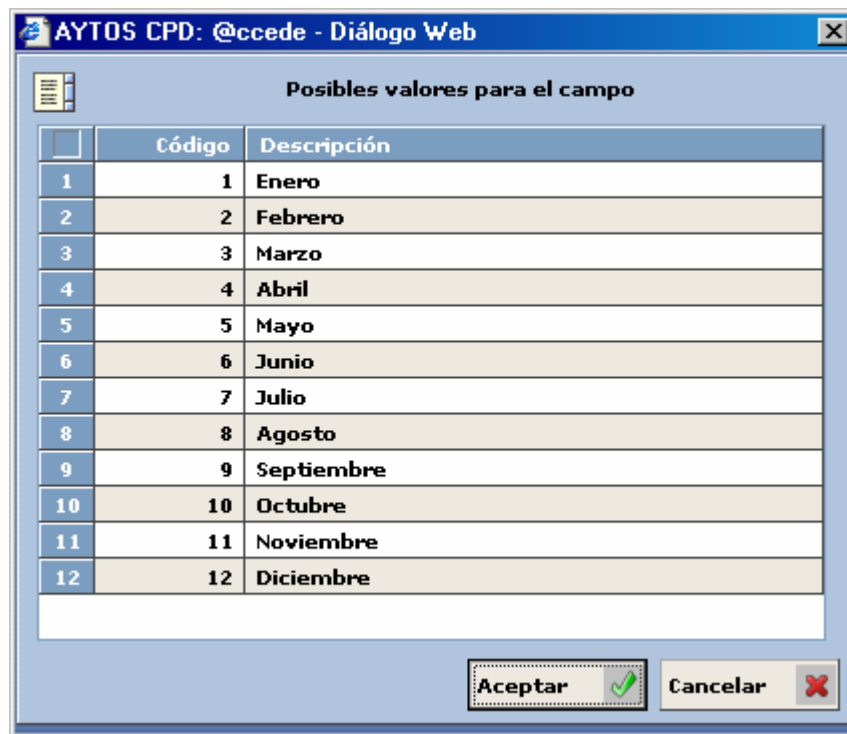 AYTOS CPD: @ccede - Diálogo Web
Posibles valores para el campo
Código Descripción
1 1 Enero
2 2 Febrero
3 3 Marzo
4 4 Abril
5 5 Mayo
6 6 Junio
7 7 Julio
8 8 Agosto
9 9 Septiembre
10 10 Octubre
11 11 Noviembre
12 12 Diciembre
Aceptar Cancelar